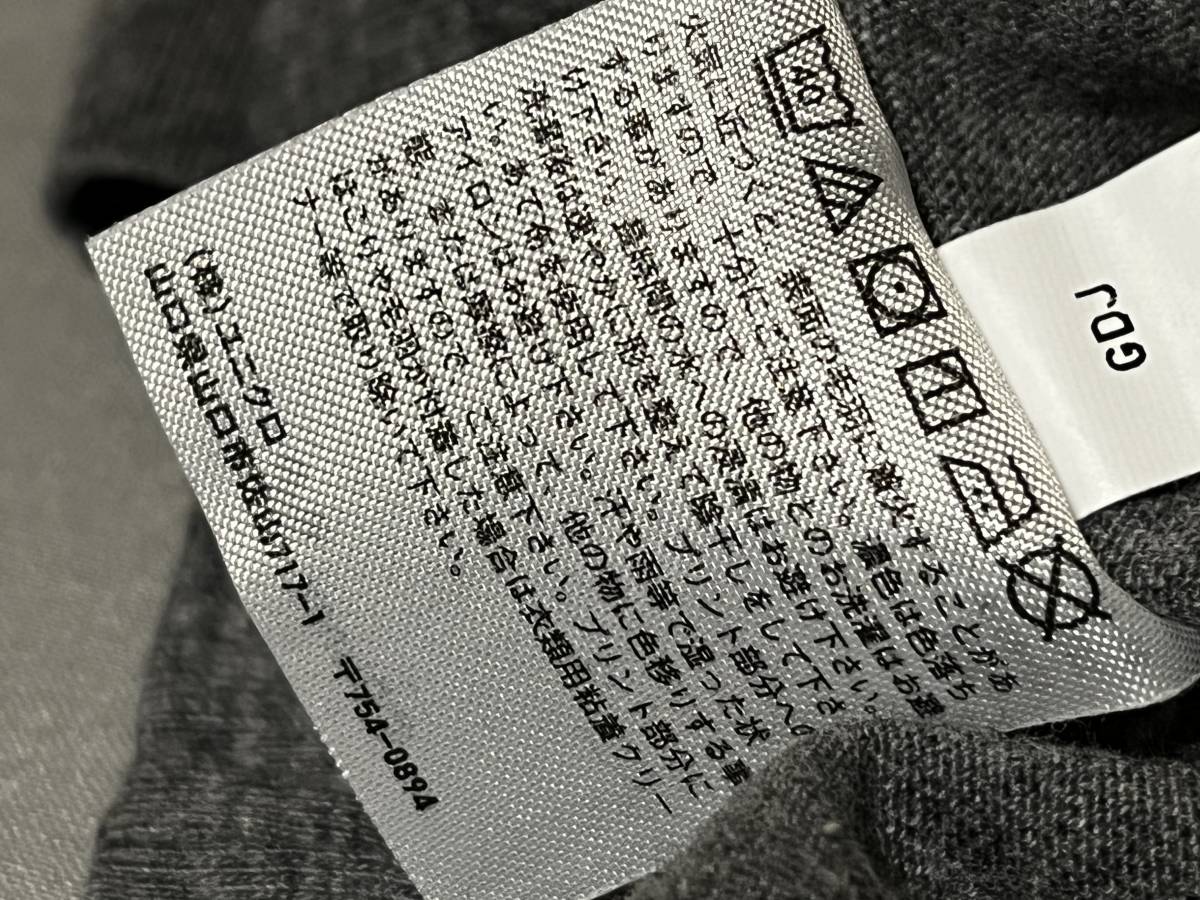 40
火気に近づくと、表面の毛羽に着火することがあ
りますので、十分にご注意下さい。濃色は色落ち
する事がありますので、他の物とのお洗濯はお避
け下さい。長時間の水への浸漬はお避け下さい。
洗濯後は速やかに形を整えて陰干しをして下さ
い。あて布を使用して下さい。プリント部分への
アイロンはお避け下さい。汗や雨等で湿った状
態、または摩擦によって、他の物に色移りする事
がありますので、ご注意下さい。プリント部分に
ほこりや毛羽が付着した場合は衣類用粘着クリー
ナー等で取り除いて下さい。
(株)ユニクロ
山口県山口市佐山717-1 〒754-0894
GDJ